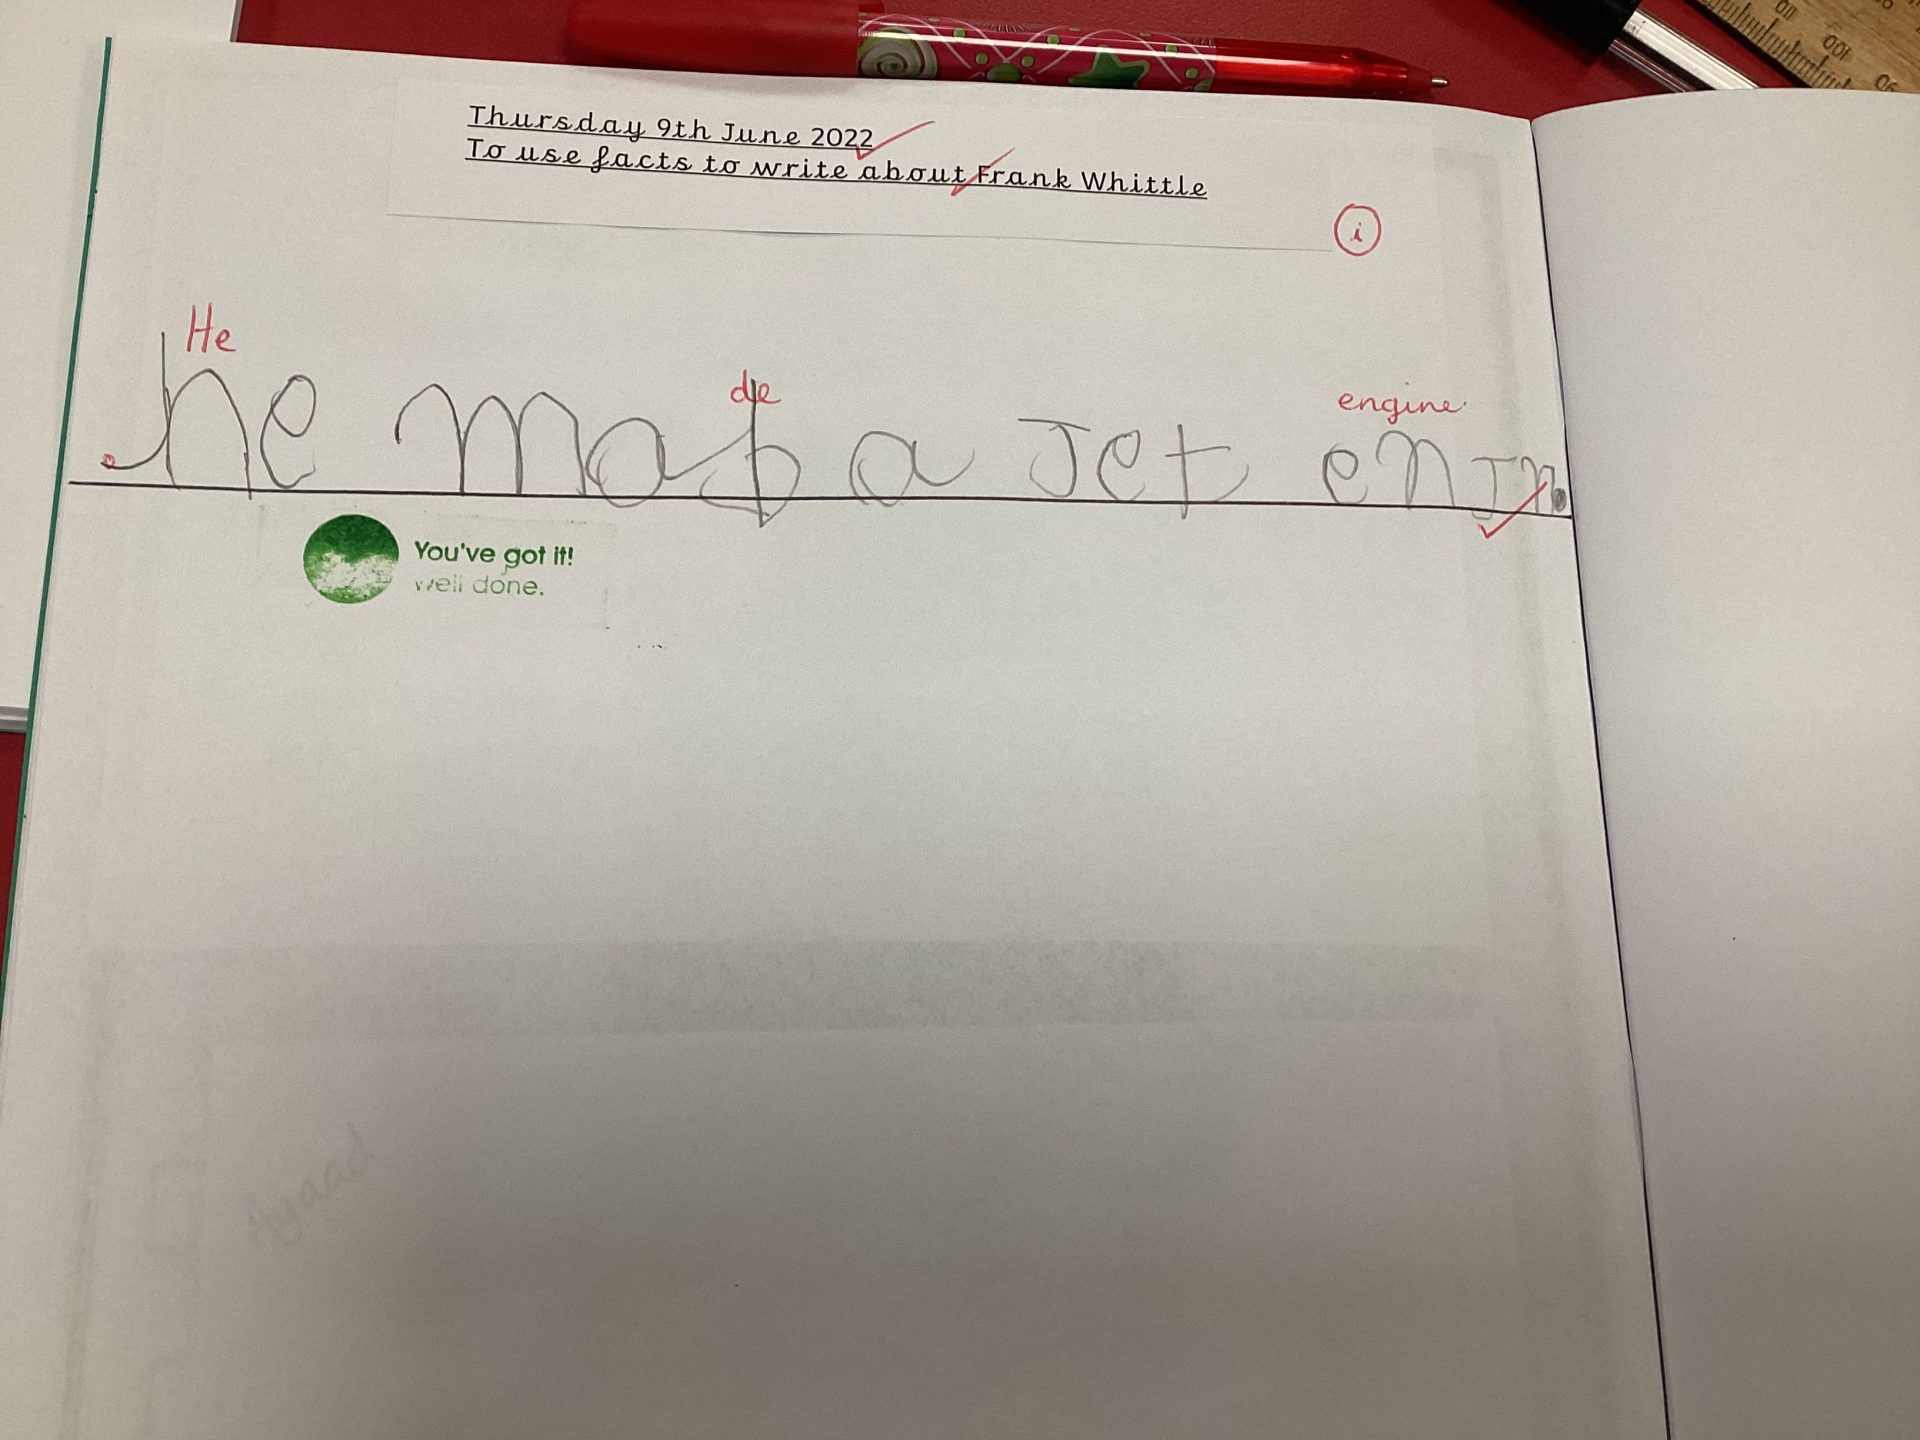 Thursday 9th June 2022
To use facts to write about Frank Whittle
i
He de engine
he mab a Jet enJn.
You've got it!
well done.
Ayaad